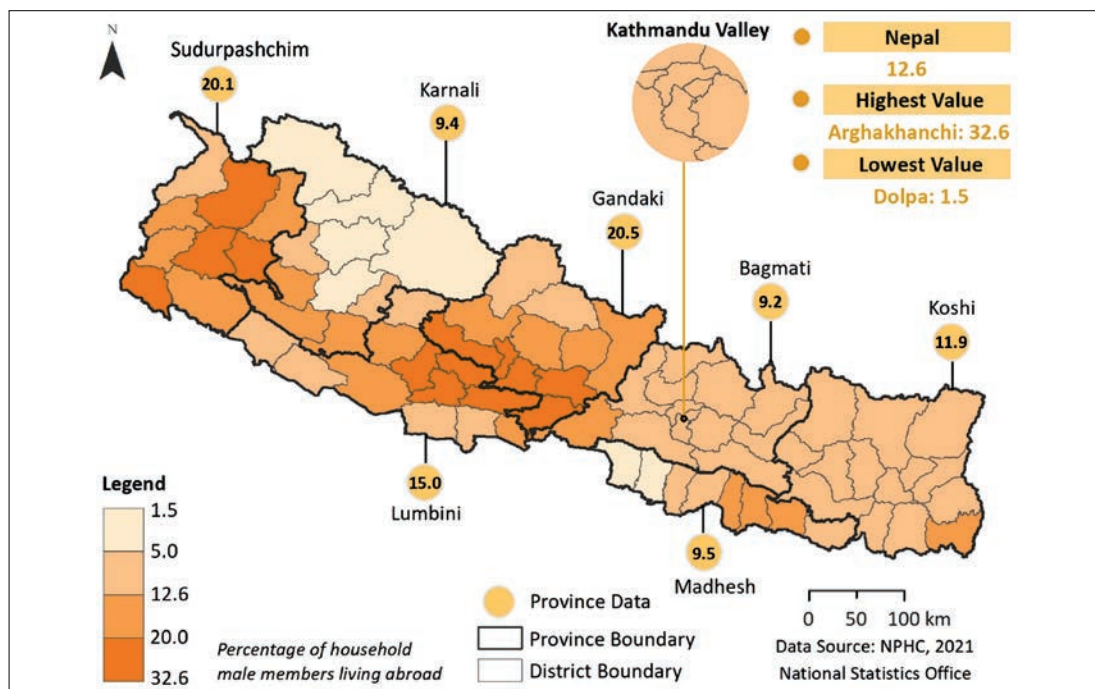 N
Sudurpashchim
20.1
Karnali
9.4
Kathmandu Valley
Gandaki
20.5
Bagmati
9.2
Koshi
11.9
Nepal
12.6
Highest Value
Arghakhanchi: 32.6
Lowest Value
Dolpa: 1.5
15.0
Lumbini
9.5
Madhesh
Legend
1.5
5.0
12.6
20.0
32.6
Percentage of household
male members living abroad
Province Data
Province Boundary
District Boundary
0 50 100 km
Data Source: NPHC, 2021
National Statistics Office